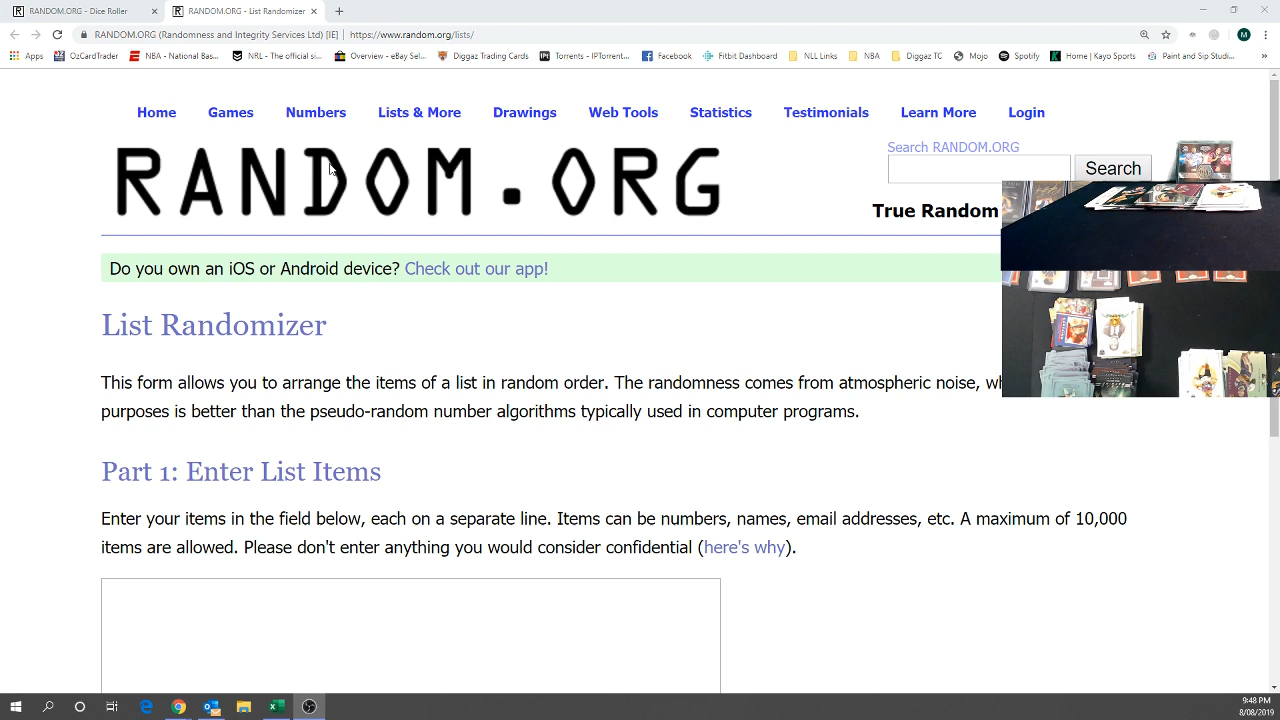 RANDOM.ORG - Dice Roller
RANDOM.ORG - List Randomizer
RANDOM.ORG (Randomness and Integrity Services Ltd) [IE] | https://www.random.org/lists/
M
Apps
OzCardTrader
NBA - National Baske...
NRL - The official si...
Overview - eBay Sel...
Diggaz Trading Cards
IPTorrents - IPTorrent...
Facebook
Fitbit Dashboard
NLL Links
NBA
Diggaz TC
Mojo
Spotify
Home | Kayo Sports
Paint and Sip Studi...
Home
Games
Numbers
Lists & More
Drawings
Web Tools
Statistics
Testimonials
Learn More
Login
RANDOM.ORG
Search RANDOM.ORG
Search
True Random
Do you own an iOS or Android device? Check out our app!
List Randomizer
This form allows you to arrange the items of a list in random order. The randomness comes from atmospheric noise, wh
purposes is better than the pseudo-random number algorithms typically used in computer programs.
Part 1: Enter List Items
Enter your items in the field below, each on a separate line. Items can be numbers, names, email addresses, etc. A maximum of 10,000
items are allowed. Please don't enter anything you would consider confidential (here's why).
9:48 PM
8/08/2019